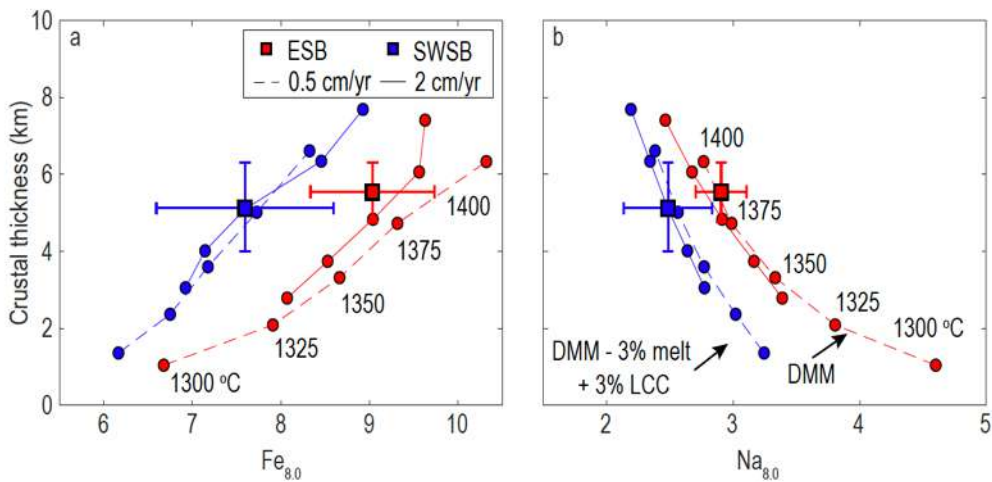 a
ESB
SWSB
0.5 cm/yr
2 cm/yr
10
8
6
4
2
0
Crustal thickness (km)
1400
1375
1350
1325
1300 ºC
6
7
8
9
10
Fe8.0
b
1400
1375
1350
1325
1300 ºC
DMM - 3% melt
+ 3% LCC
DMM
2
3
4
5
Na8.0